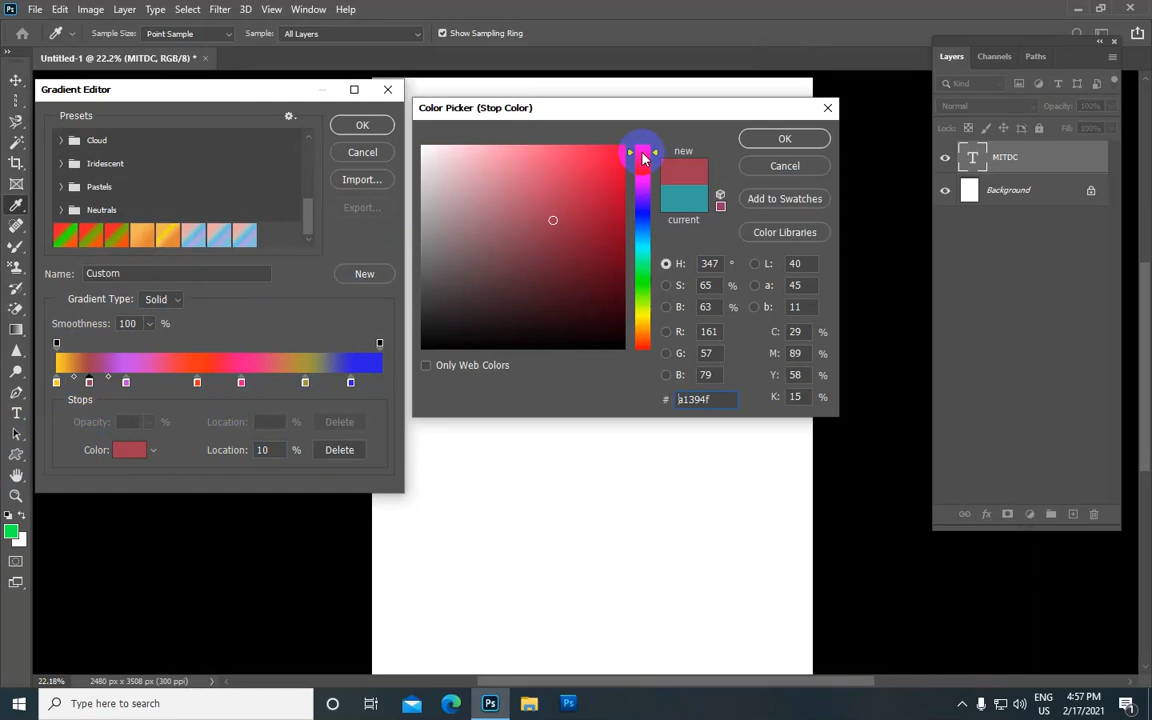 Ps File Edit Image Layer Type Select Filter 3D View Window Help
Sample Size: Point Sample Sample: All Layers Show Sampling Ring
Untitled-1 @ 22.2% (MITDC, RGB/8) * ×
Gradient Editor
Presets
Cloud
Iridescent
Pastels
Neutrals
OK
Cancel
Import...
Export...
Name: Custom New
Gradient Type: Solid
Smoothness: 100 %
Stops
Opacity: % Location: % Delete
Color: Location: 10 % Delete
Color Picker (Stop Color)
new
current
OK
Cancel
Add to Swatches
Color Libraries
H: 347 ° L: 40
S: 65 % a: 45
B: 63 % b: 11
R: 161 C: 29 %
G: 57 M: 89 %
B: 79 Y: 58 %
# a1394f K: 15 %
Only Web Colors
Layers Channels Paths
Kind
Normal Opacity: 100%
Lock: Fill: 100%
T MITDC
Background
22.18% 2480 px x 3508 px (300 ppi)
Type here to search
Ps Ps
ENG
US
4:57 PM
2/17/2021
1